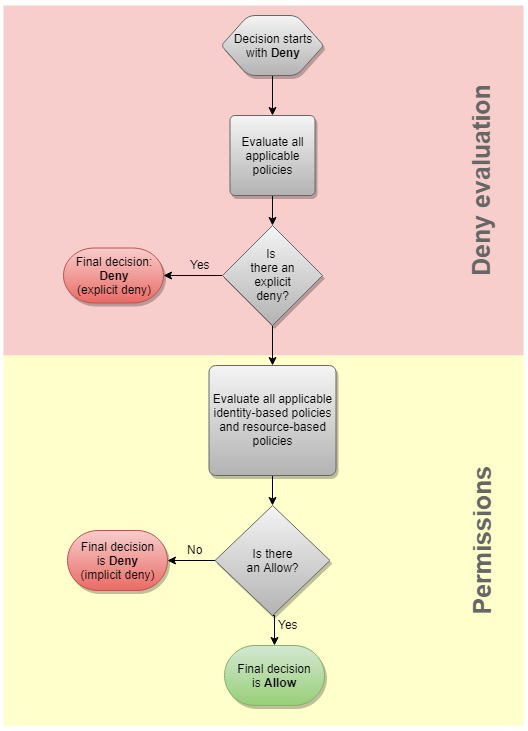 Decision starts
with Deny
Evaluate all
applicable
policies
Deny evaluation
Is
there an
explicit
deny?
Yes
Final decision:
Deny
(explicit deny)
Evaluate all applicable
identity-based policies
and resource-based
policies
Permissions
Is there
an Allow?
No
Final decision
is Deny
(implicit deny)
Yes
Final decision
is Allow